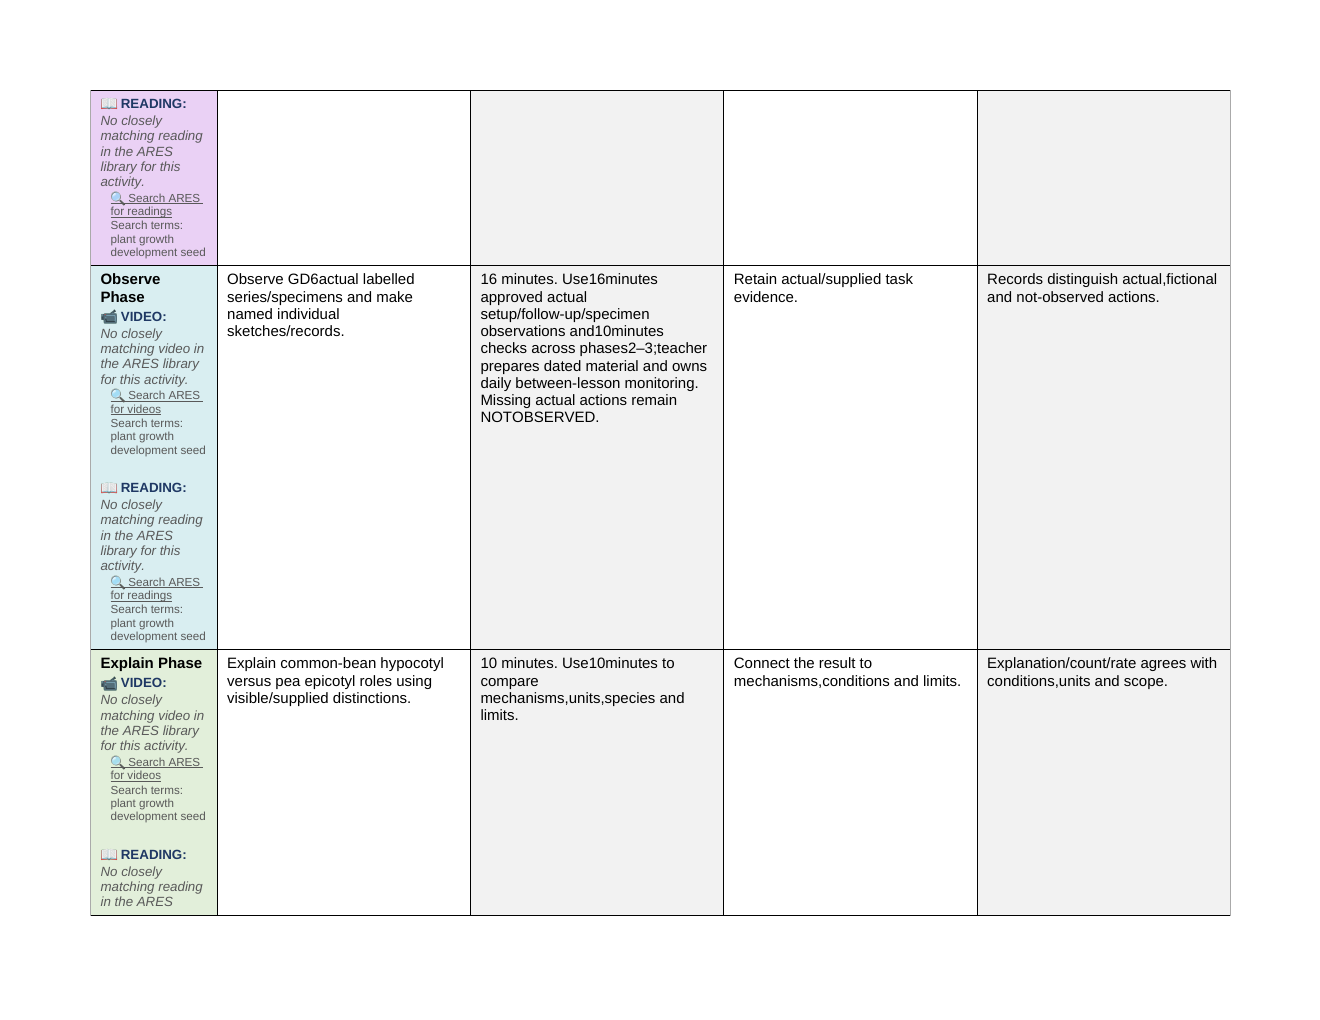 📖 READING:
No closely
matching reading
in the ARES
library for this
activity.
🔍 Search ARES
for readings
Search terms:
plant growth
development seed
Observe
Phase
📹 VIDEO:
No closely
matching video in
the ARES library
for this activity.
🔍 Search ARES
for videos
Search terms:
plant growth
development seed
📖 READING:
No closely
matching reading
in the ARES
library for this
activity.
🔍 Search ARES
for readings
Search terms:
plant growth
development seed
Observe GD6actual labelled
series/specimens and make
named individual
sketches/records.
16 minutes. Use16minutes
approved actual
setup/follow-up/specimen
observations and10minutes
checks across phases2–3;teacher
prepares dated material and owns
daily between-lesson monitoring.
Missing actual actions remain
NOTOBSERVED.
Retain actual/supplied task
evidence.
Records distinguish actual,fictional
and not-observed actions.
Explain Phase
📹 VIDEO:
No closely
matching video in
the ARES library
for this activity.
🔍 Search ARES
for videos
Search terms:
plant growth
development seed
📖 READING:
No closely
matching reading
in the ARES
Explain common-bean hypocotyl
versus pea epicotyl roles using
visible/supplied distinctions.
10 minutes. Use10minutes to
compare
mechanisms,units,species and
limits.
Connect the result to
mechanisms,conditions and limits.
Explanation/count/rate agrees with
conditions,units and scope.